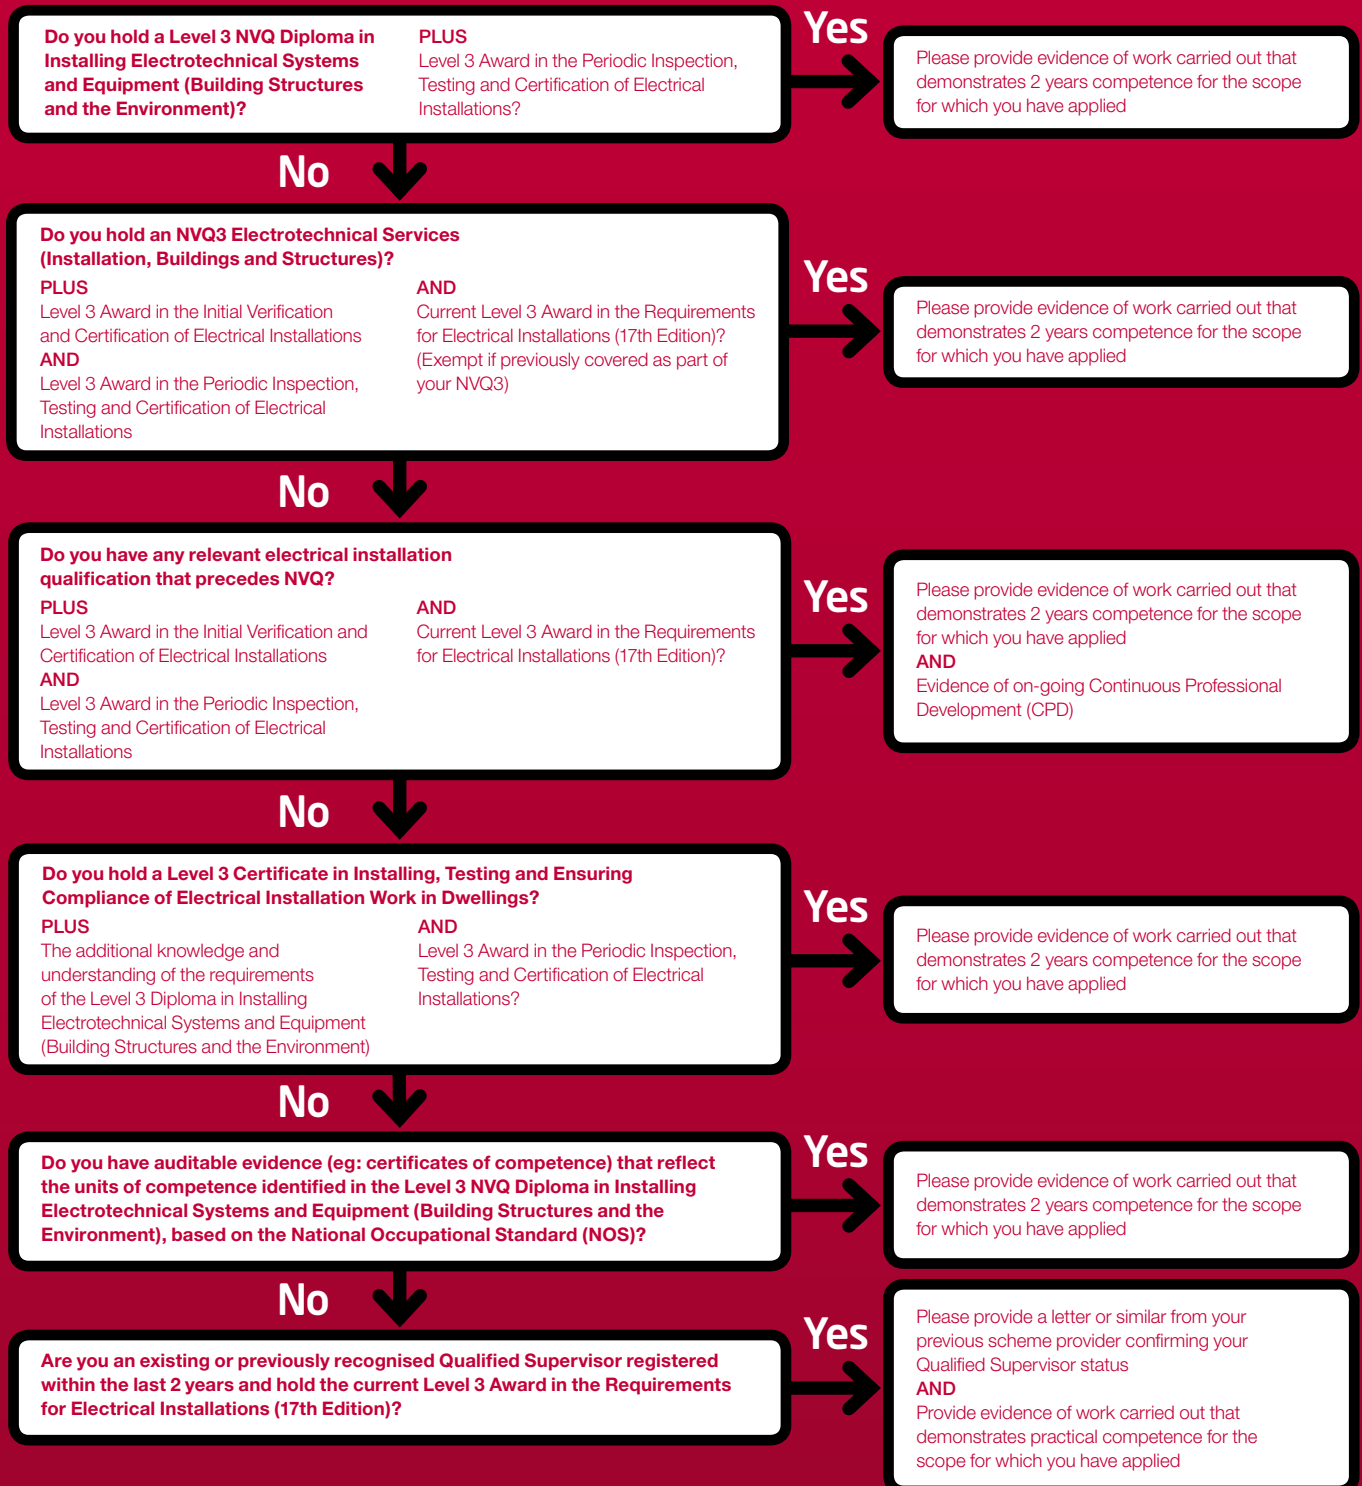 Do you hold a Level 3 NVQ Diploma in
Installing Electrotechnical Systems
and Equipment (Building Structures
and the Environment)?
PLUS
Level 3 Award in the Periodic Inspection,
Testing and Certification of Electrical
Installations?
Yes
Please provide evidence of work carried out that
demonstrates 2 years competence for the scope
for which you have applied
No
Do you hold an NVQ3 Electrotechnical Services
(Installation, Buildings and Structures)?
PLUS
Level 3 Award in the Initial Verification
and Certification of Electrical Installations
AND
Level 3 Award in the Periodic Inspection,
Testing and Certification of Electrical
Installations
AND
Current Level 3 Award in the Requirements
for Electrical Installations (17th Edition)?
(Exempt if previously covered as part of
your NVQ3)
Yes
Please provide evidence of work carried out that
demonstrates 2 years competence for the scope
for which you have applied
No
Do you have any relevant electrical installation
qualification that precedes NVQ?
PLUS
Level 3 Award in the Initial Verification and
Certification of Electrical Installations
AND
Level 3 Award in the Periodic Inspection,
Testing and Certification of Electrical
Installations
AND
Current Level 3 Award in the Requirements
for Electrical Installations (17th Edition)?
Yes
Please provide evidence of work carried out that
demonstrates 2 years competence for the scope
for which you have applied
AND
Evidence of on-going Continuous Professional
Development (CPD)
No
Do you hold a Level 3 Certificate in Installing, Testing and Ensuring
Compliance of Electrical Installation Work in Dwellings?
PLUS
The additional knowledge and
understanding of the requirements
of the Level 3 Diploma in Installing
Electrotechnical Systems and Equipment
(Building Structures and the Environment)
AND
Level 3 Award in the Periodic Inspection,
Testing and Certification of Electrical
Installations?
Yes
Please provide evidence of work carried out that
demonstrates 2 years competence for the scope
for which you have applied
No
Do you have auditable evidence (eg: certificates of competence) that reflect
the units of competence identified in the Level 3 NVQ Diploma in Installing
Electrotechnical Systems and Equipment (Building Structures and the
Environment), based on the National Occupational Standard (NOS)?
Yes
Please provide evidence of work carried out that
demonstrates 2 years competence for the scope
for which you have applied
No
Are you an existing or previously recognised Qualified Supervisor registered
within the last 2 years and hold the current Level 3 Award in the Requirements
for Electrical Installations (17th Edition)?
Yes
Please provide a letter or similar from your
previous scheme provider confirming your
Qualified Supervisor status
AND
Provide evidence of work carried out that
demonstrates practical competence for the
scope for which you have applied